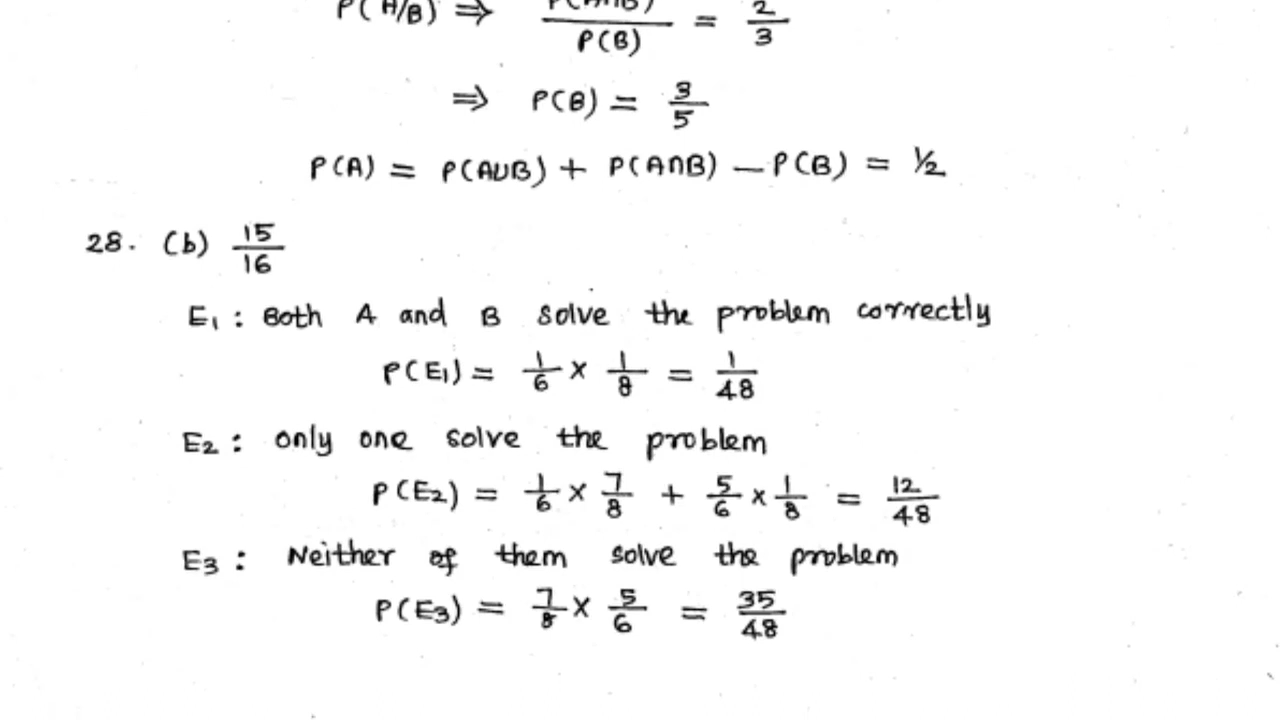 P(A/B) ⇒ P(A∩B)/P(B) = 2/3
⇒ P(B) = 3/5
P(A) = P(A∪B) + P(A∩B) – P(B) = ½
28. (b) 15/16
E₁ : Both A and B solve the problem correctly
P(E₁) = 1/6 × 1/8 = 1/48
E₂ : only one solve the problem
P(E₂) = 1/6 × 7/8 + 5/6 × 1/8 = 12/48
E₃ : Neither of them solve the problem
P(E₃) = 7/8 × 5/6 = 35/48